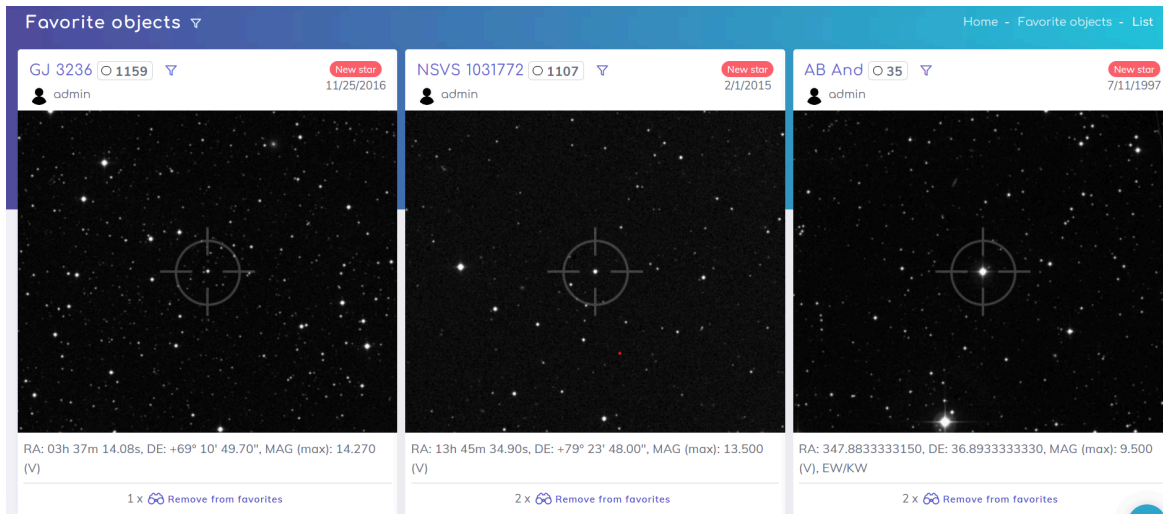 Favorite objects
Home - Favorite objects - List
GJ 3236 1159
New star
11/25/2016
admin
RA: 03h 37m 14.08s, DE: +69° 10' 49.70", MAG (max): 14.270
(V)
1 x Remove from favorites
NSVS 1031772 1107
New star
2/1/2015
admin
RA: 13h 45m 34.90s, DE: +79° 23' 48.00", MAG (max): 13.500
(V)
2 x Remove from favorites
AB And 35
New star
7/11/1997
admin
RA: 347.8833333150, DE: 36.8933333330, MAG (max): 9.500
(V), EW/KW
2 x Remove from favorites